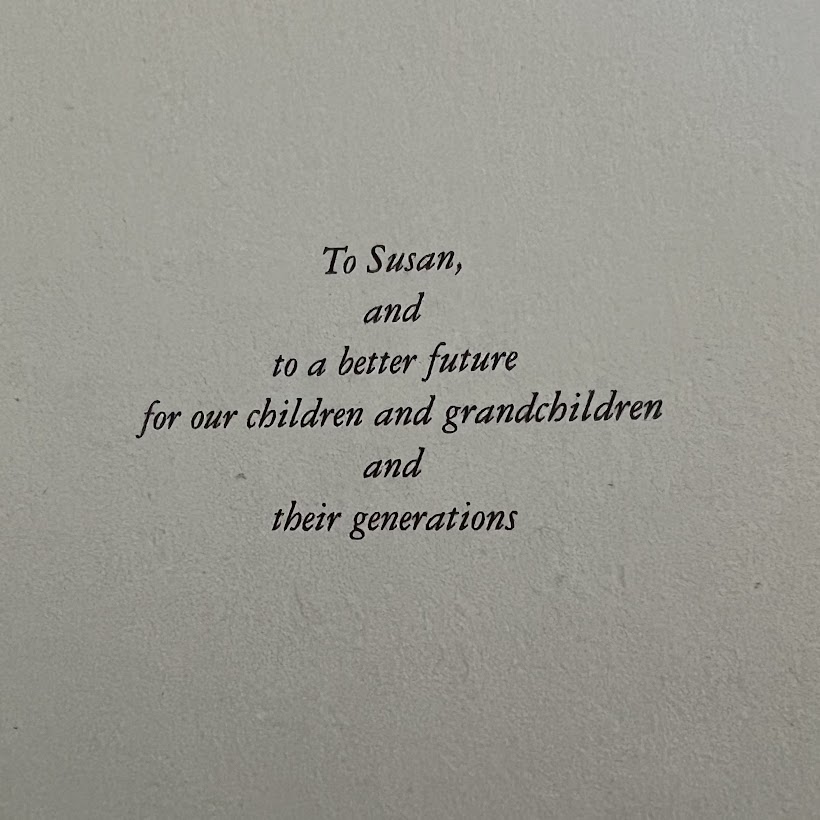 To Susan,
and
to a better future
for our children and grandchildren
and
their generations